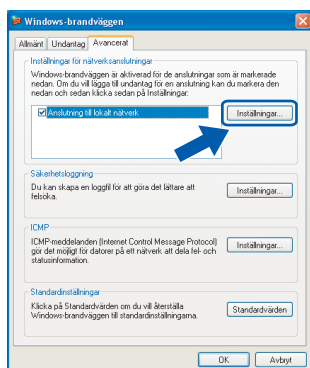 Windows-brandväggen
Allmänt Undantag Avancerat
Inställningar för nätverksanslutningar
Windows-brandväggen är aktiverad för de anslutningar som är markerade
nedan. Om du vill lägga till undantag för en anslutning kan du markera den
nedan och sedan klicka sedan på Inställningar:
Anslutning till lokalt nätverk
Inställningar...
Säkerhetsloggning
Du kan skapa en loggfil för att göra det lättare att
felsöka.
Inställningar...
ICMP
ICMP-meddelanden (Internet Control Message Protocol)
gör det möjligt för datorer på ett nätverk att dela fel- och
statusinformation.
Inställningar...
Standardinställningar
Klicka på Standardvärden om du vill återställa
Windows-brandväggen till standardinställningarna.
Standardvärden
OK Avbryt